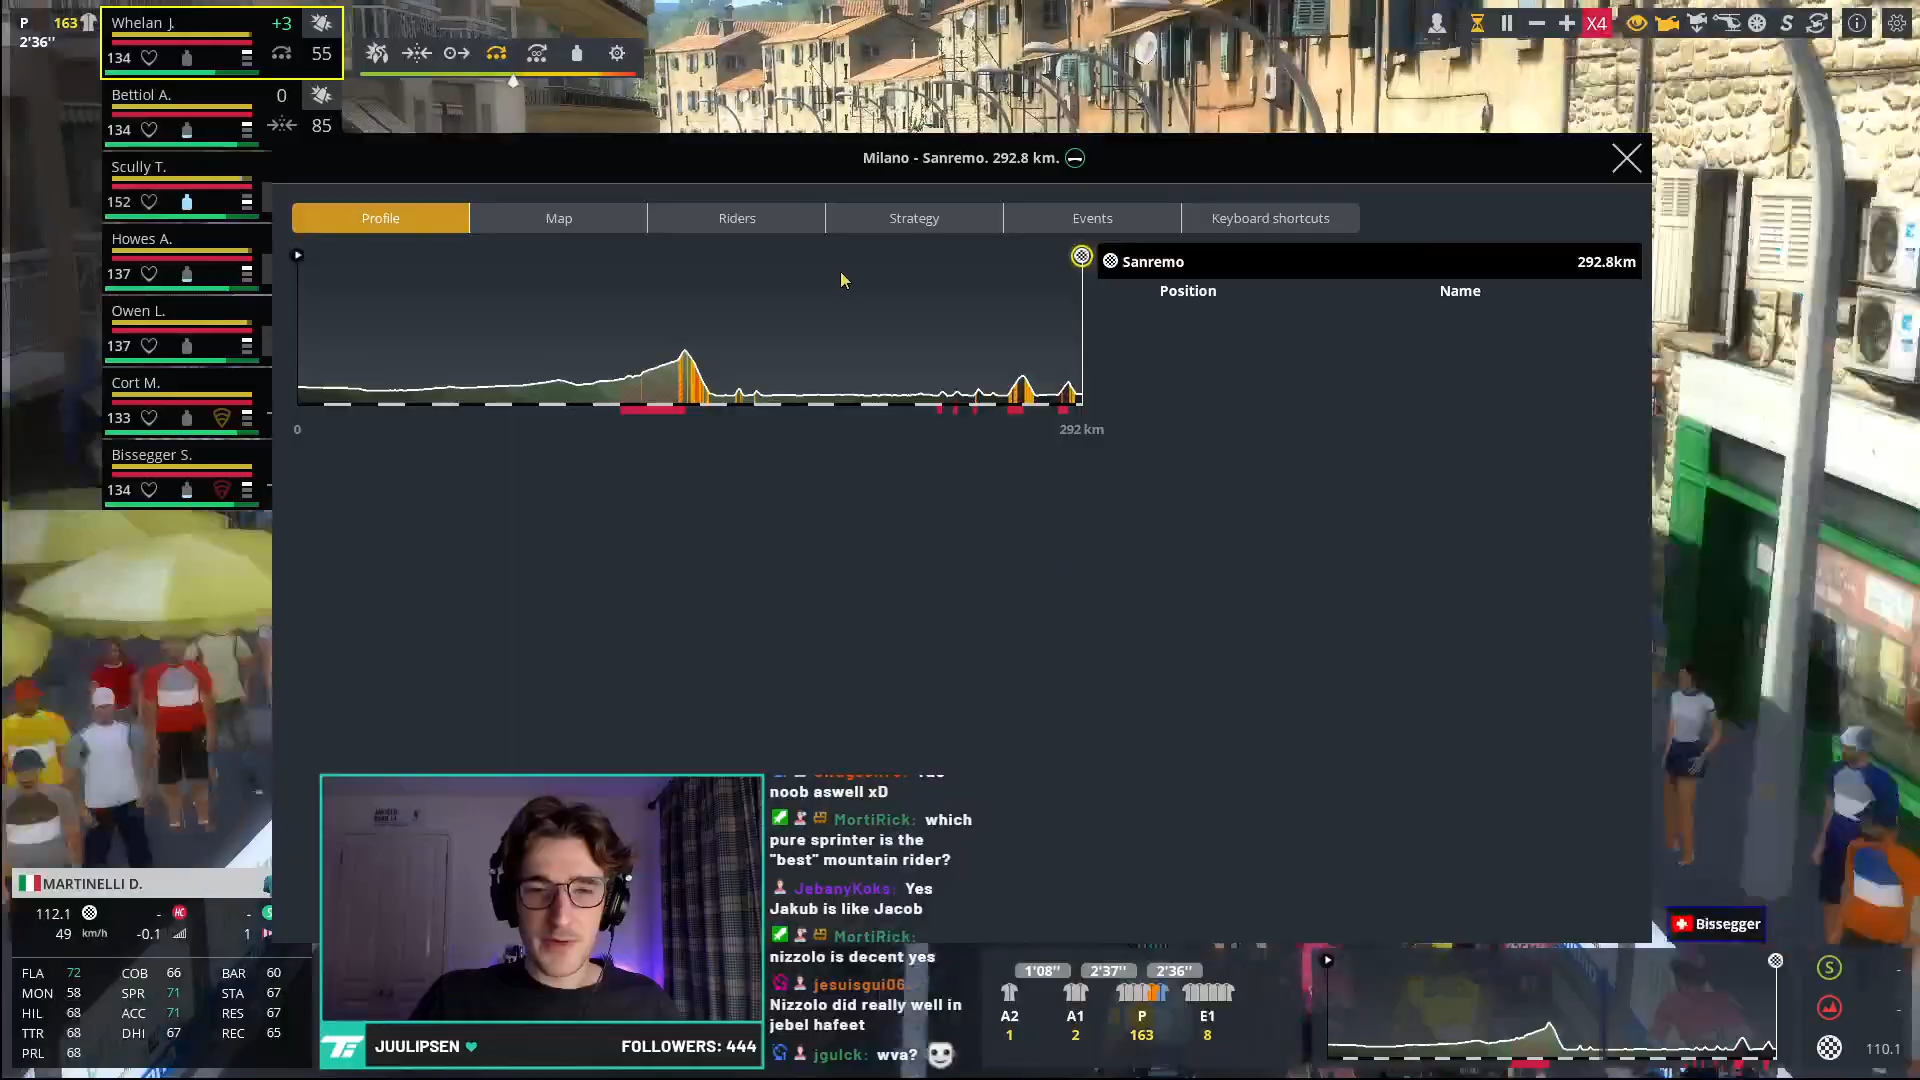 P 163
2'36''
Whelan J. +3
134 55
Bettiol A. 0
134 85
Scully T.
152
Howes A.
137
Owen L.
137
Cort M.
133
Bissegger S.
134
X4
Milano - Sanremo. 292.8 km.
Profile Map Riders Strategy Events Keyboard shortcuts
Sanremo 292.8km
Position Name
0 292 km
MARTINELLI D.
112.1 - HC -
49 km/h -0.1 1
FLA 72 COB 66 BAR 60
MON 58 SPR 71 STA 67
HIL 68 ACC 71 RES 67
TTR 68 DHI 67 REC 65
PRL 68
JUULIPSEN
FOLLOWERS: 444
noob aswell xD
MortiRick: which
pure sprinter is the
"best" mountain rider?
JebanyKoks: Yes
Jakub is like Jacob
MortiRick:
nizzolo is decent yes
jesuisgui06:
Nizzolo did really well in
jebel hafeet
jgulck: wva?
1'08'' 2'37'' 2'36''
A2 A1 P E1
1 2 163 8
Bissegger
S -
-
110.1